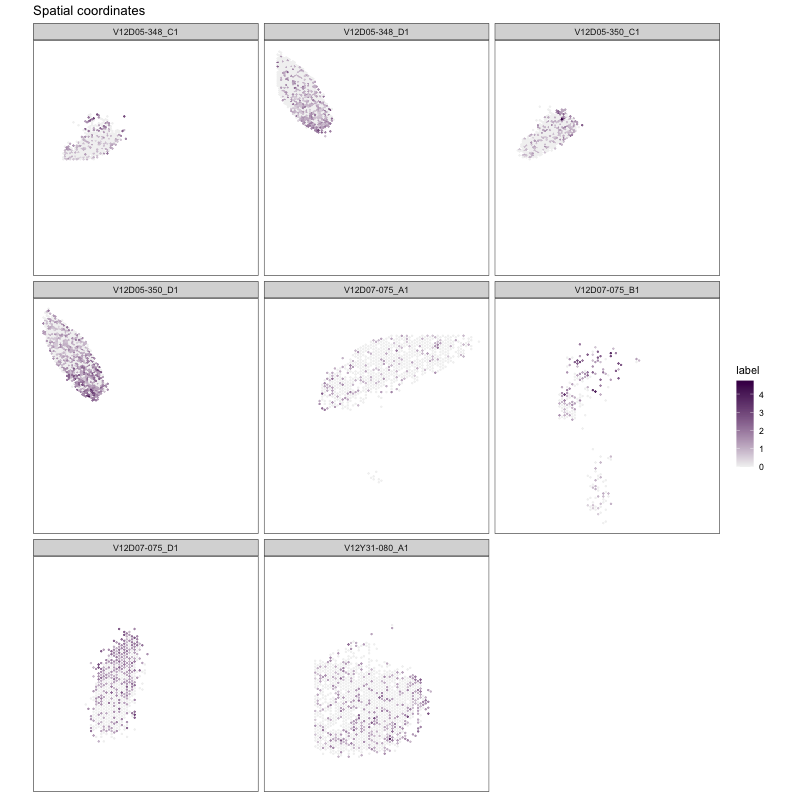 Spatial coordinates
V12D05-348_C1
V12D05-348_D1
V12D05-350_C1
V12D05-350_D1
V12D07-075_A1
V12D07-075_B1
label
4
3
2
1
0
V12D07-075_D1
V12Y31-080_A1